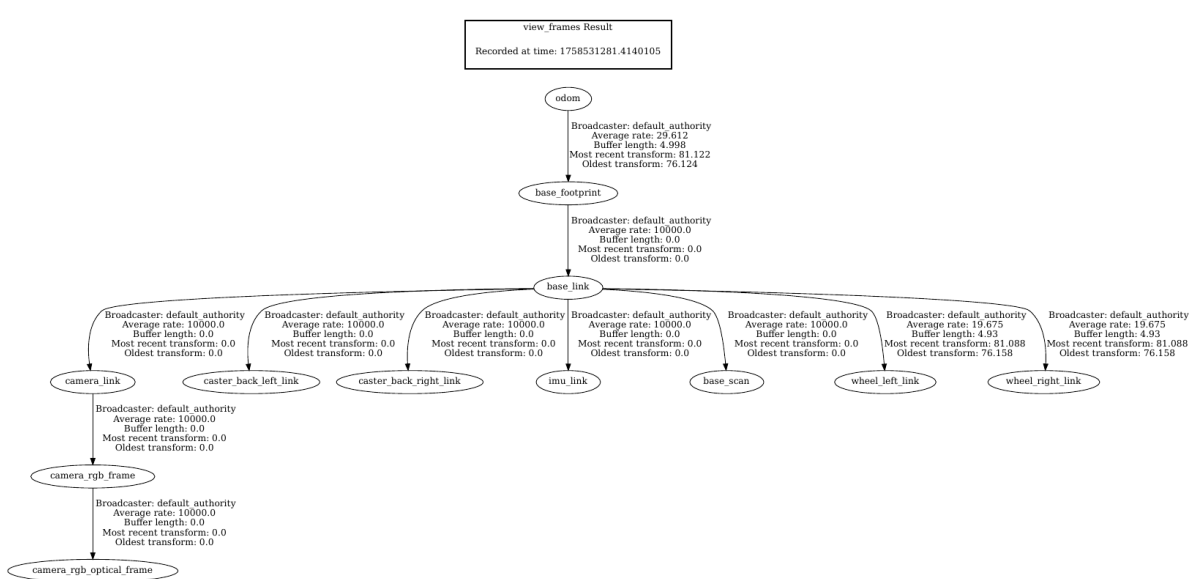 view_frames Result
Recorded at time: 1758531281.4140105
odom
Broadcaster: default_authority
Average rate: 29.612
Buffer length: 4.998
Most recent transform: 81.122
Oldest transform: 76.124
base_footprint
Broadcaster: default_authority
Average rate: 10000.0
Buffer length: 0.0
Most recent transform: 0.0
Oldest transform: 0.0
base_link
Broadcaster: default_authority
Average rate: 10000.0
Buffer length: 0.0
Most recent transform: 0.0
Oldest transform: 0.0
Broadcaster: default_authority
Average rate: 10000.0
Buffer length: 0.0
Most recent transform: 0.0
Oldest transform: 0.0
Broadcaster: default_authority
Average rate: 10000.0
Buffer length: 0.0
Most recent transform: 0.0
Oldest transform: 0.0
Broadcaster: default_authority
Average rate: 10000.0
Buffer length: 0.0
Most recent transform: 0.0
Oldest transform: 0.0
Broadcaster: default_authority
Average rate: 10000.0
Buffer length: 0.0
Most recent transform: 0.0
Oldest transform: 0.0
Broadcaster: default_authority
Average rate: 19.675
Buffer length: 4.93
Most recent transform: 81.088
Oldest transform: 76.158
Broadcaster: default_authority
Average rate: 19.675
Buffer length: 4.93
Most recent transform: 81.088
Oldest transform: 76.158
camera_link
caster_back_left_link
caster_back_right_link
imu_link
base_scan
wheel_left_link
wheel_right_link
Broadcaster: default_authority
Average rate: 10000.0
Buffer length: 0.0
Most recent transform: 0.0
Oldest transform: 0.0
camera_rgb_frame
Broadcaster: default_authority
Average rate: 10000.0
Buffer length: 0.0
Most recent transform: 0.0
Oldest transform: 0.0
camera_rgb_optical_frame